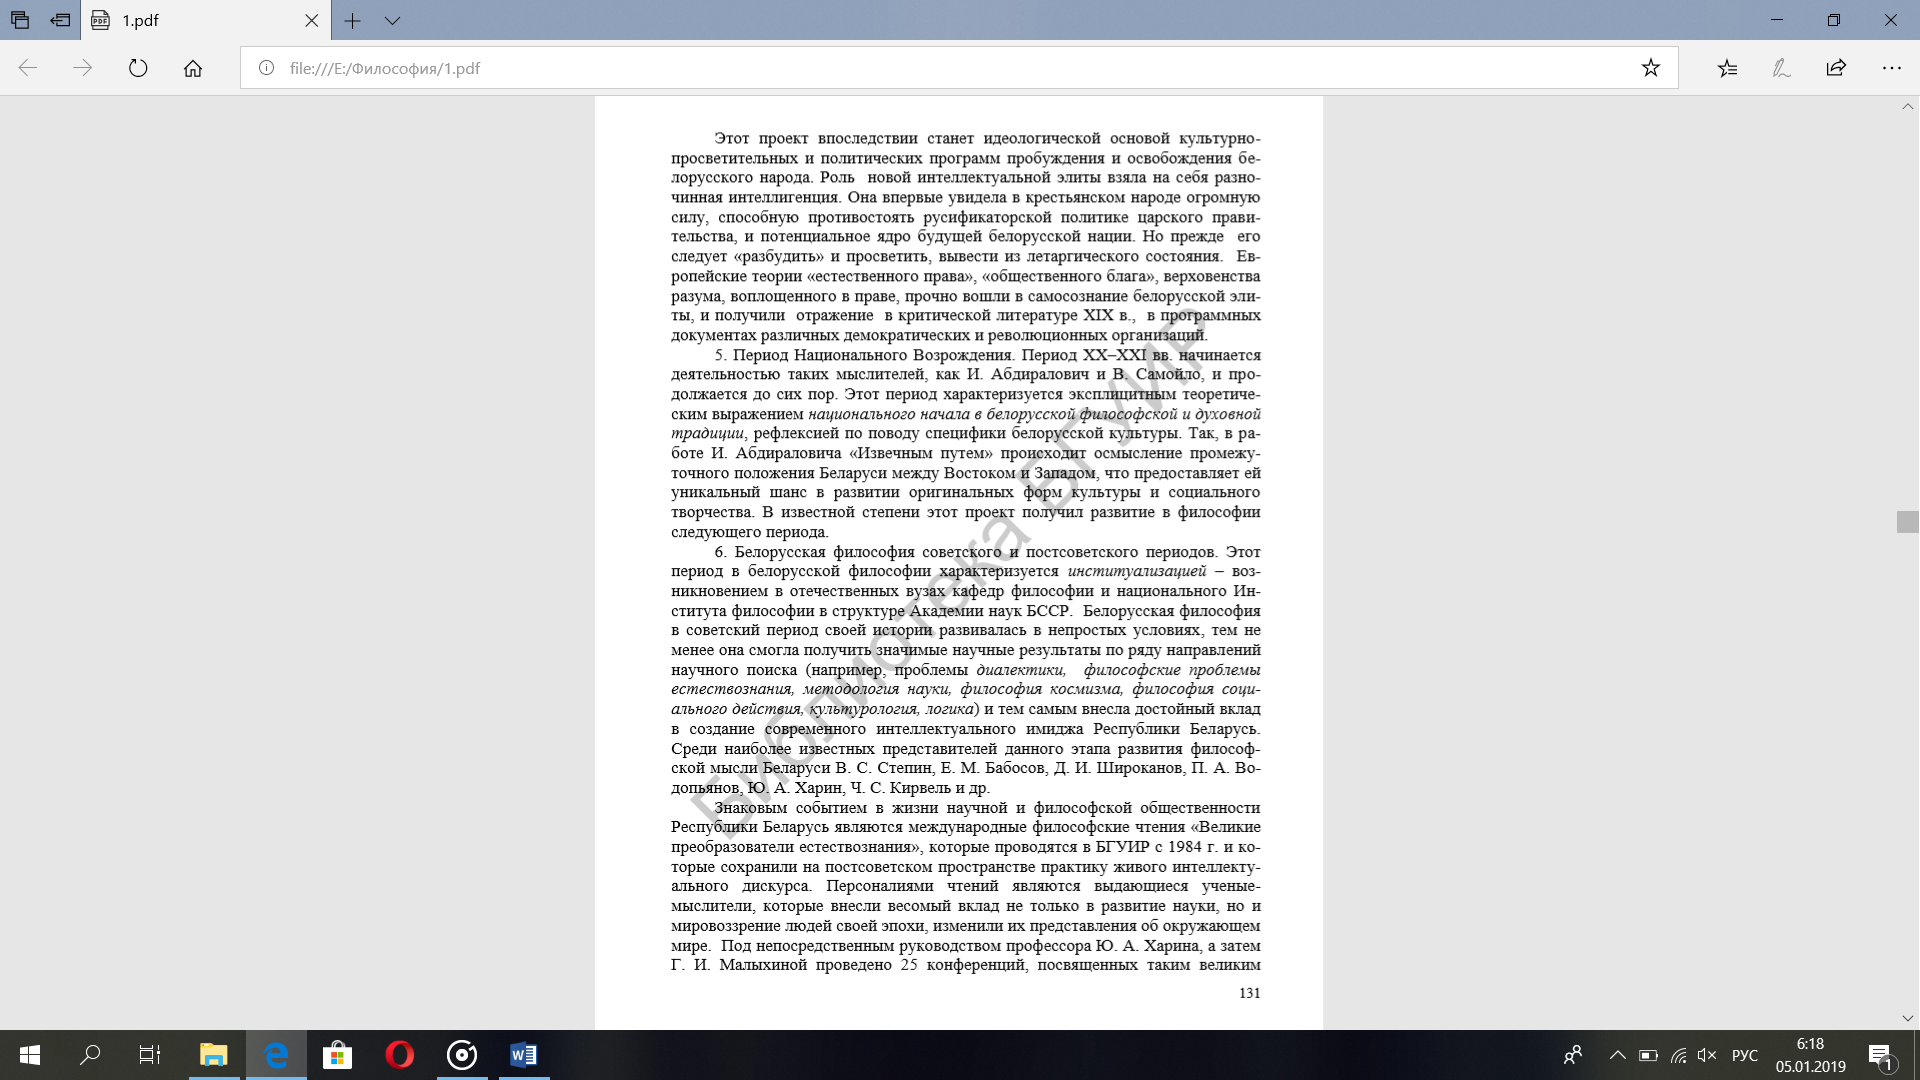 1.pdf
file:///E:/Философия/1.pdf
Этот проект впоследствии станет идеологической основой культурно-
просветительных и политических программ пробуждения и освобождения бе-
лорусского народа. Роль новой интеллектуальной элиты взяла на себя разно-
чинная интеллигенция. Она впервые увидела в крестьянском народе огромную
силу, способную противостоять русификаторской политике царского прави-
тельства, и потенциальное ядро будущей белорусской нации. Но прежде его
следует «разбудить» и просветить, вывести из летаргического состояния. Ев-
ропейские теории «естественного права», «общественного блага», верховенства
разума, воплощенного в праве, прочно вошли в самосознание белорусской эли-
ты, и получили отражение в критической литературе XIX в., в программных
документах различных демократических и революционных организаций.
5. Период Национального Возрождения. Период XX–XXI вв. начинается
деятельностью таких мыслителей, как И. Абдиралович и В. Самойло, и про-
должается до сих пор. Этот период характеризуется эксплицитным теоретиче-
ским выражением национального начала в белорусской философской и духовной
традиции, рефлексией по поводу специфики белорусской культуры. Так, в ра-
боте И. Абдираловича «Извечным путем» происходит осмысление промежу-
точного положения Беларуси между Востоком и Западом, что предоставляет ей
уникальный шанс в развитии оригинальных форм культуры и социального
творчества. В известной степени этот проект получил развитие в философии
следующего периода.
6. Белорусская философия советского и постсоветского периодов. Этот
период в белорусской философии характеризуется институализацией – воз-
никновением в отечественных вузах кафедр философии и национального Ин-
ститута философии в структуре Академии наук БССР. Белорусская философия
в советский период своей истории развивалась в непростых условиях, тем не
менее она смогла получить значимые научные результаты по ряду направлений
научного поиска (например, проблемы диалектики, философские проблемы
естествознания, методология науки, философия космизма, философия соци-
ального действия, культурология, логика) и тем самым внесла достойный вклад
в создание современного интеллектуального имиджа Республики Беларусь.
Среди наиболее известных представителей данного этапа развития философ-
ской мысли Беларуси В. С. Степин, Е. М. Бабосов, Д. И. Широканов, П. А. Во-
допьянов, Ю. А. Харин, Ч. С. Кирвель и др.
Знаковым событием в жизни научной и философской общественности
Республики Беларусь являются международные философские чтения «Великие
преобразователи естествознания», которые проводятся в БГУИР с 1984 г. и ко-
торые сохранили на постсоветском пространстве практику живого интеллекту-
ального дискурса. Персоналиями чтений являются выдающиеся ученые-
мыслители, которые внесли весомый вклад не только в развитие науки, но и
мировоззрение людей своей эпохи, изменили их представления об окружающем
мире. Под непосредственным руководством профессора Ю. А. Харина, а затем
Г. И. Малыхиной проведено 25 конференций, посвященных таким великим
131
Библиотека БГУИР
РУС
6:18
05.01.2019
1